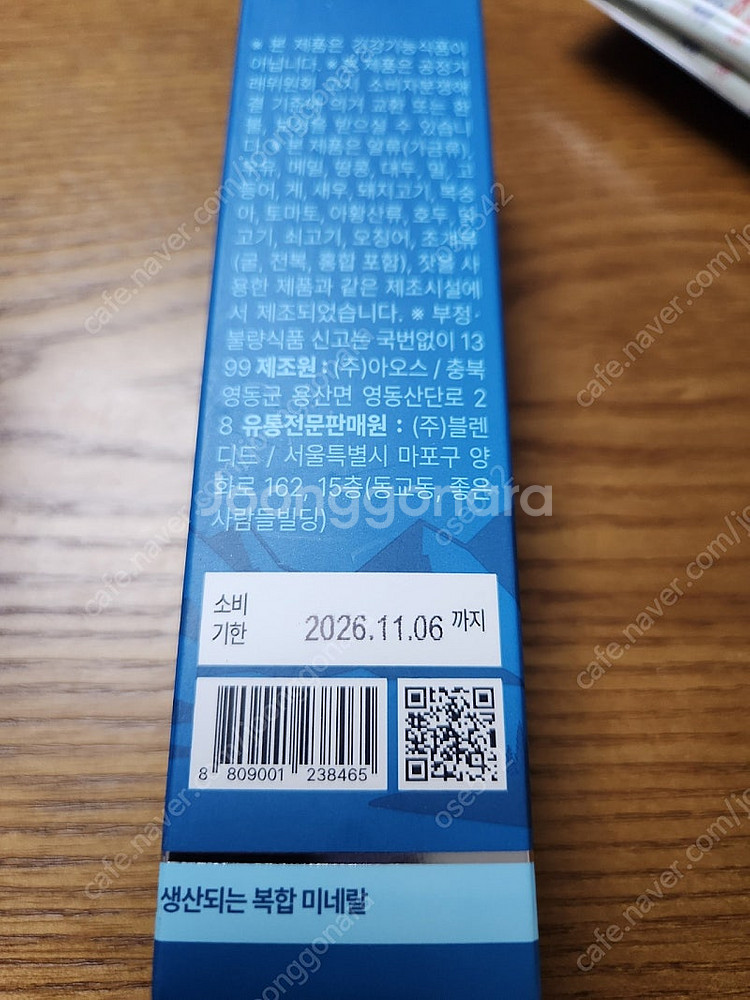 ※ 본 제품은 건강기능식품이
아닙니다. ※ 본 제품은 공정거
래위원회 고시 소비자분쟁해
결 기준에 의거 교환 또는 환
불, 보상을 받으실 수 있습니
다. ※ 본 제품은 알류(가금류),
우유, 메밀, 땅콩, 대두, 밀, 고
등어, 게, 새우, 돼지고기, 복숭
아, 토마토, 아황산류, 호두, 닭
고기, 쇠고기, 오징어, 조개류
(굴, 전복, 홍합 포함), 잣을 사
용한 제품과 같은 제조시설에
서 제조되었습니다. ※ 부정·
불량식품 신고는 국번없이 13
99 제조원 : (주)아오스 / 충북
영동군 용산면 영동산단로 2
8 유통전문판매원 : (주)블렌
디드 / 서울특별시 마포구 양
화로 162, 15층(동교동, 좋은
사람들빌딩)
joonggonara
소비
기한
2026.11.06 까지
8 809001 238465
생산되는 복합 미네랄
cafe.naver.com/joonggonara
osees42